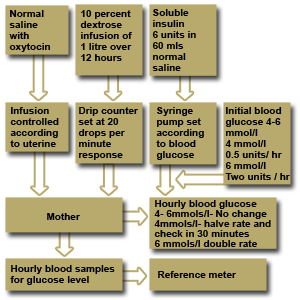 Normal
saline
with
oxytocin
10 percent
dextrose
infusion of
1 litre over
12 hours
Soluble
insulin
6 units in
60 mls
normal
saline
Infusion
controlled
according
to uterine
Drip counter
set at 20
drops per
minute
response
Syringe
pump set
according
to blood
glucose
Initial blood
glucose 4-6
mmol/l
4 mmol/l
0.5 units/ hr
6 mmol/l
Two units / hr
Mother
Hourly blood glucose
4- 6mmols/l- No change
4mmols/l- halve rate and
check in 30 minutes
6 mmols/l double rate
Hourly blood samples
for glucose level
Reference meter